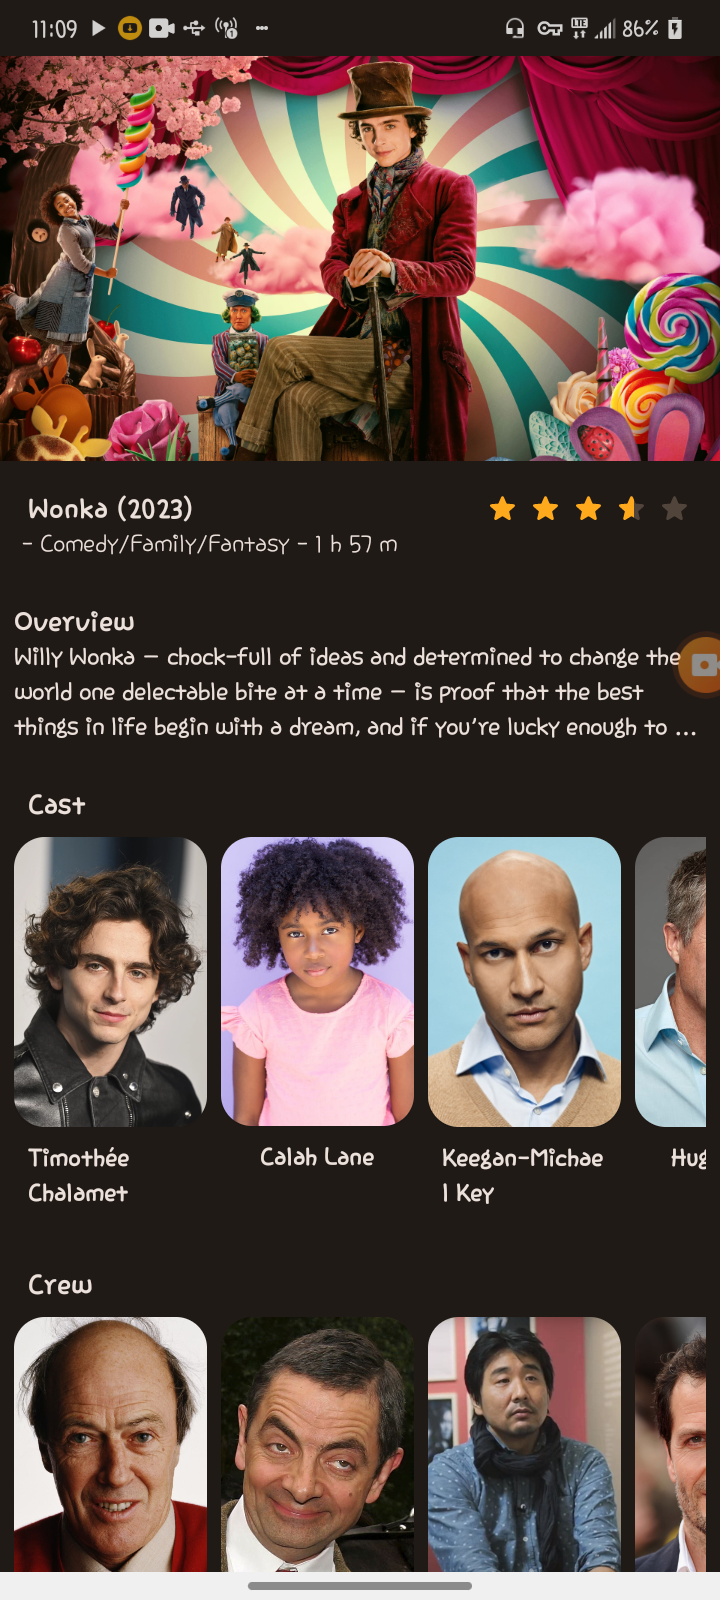 11:09
LTE
86%
Wonka (2023)
- Comedy/Family/Fantasy - 1 h 57 m
Overview
Willy Wonka – chock-full of ideas and determined to change the
world one delectable bite at a time – is proof that the best
things in life begin with a dream, and if you’re lucky enough to ...
Cast
Timothée
Chalamet
Calah Lane
Keegan-Michae
l Key
Hug
Crew